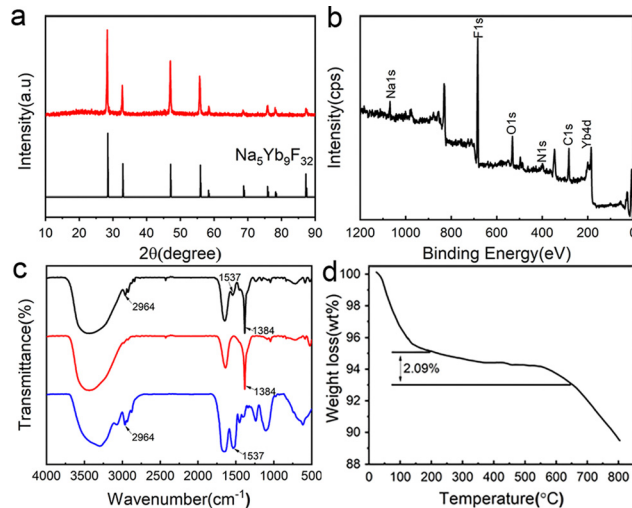 a
Intensity(a.u)
Na5Yb9F32
10 20 30 40 50 60 70 80 90
2θ(degree)
b
Intensity(cps)
Na1s
F1s
O1s
N1s
C1s
Yb4d
1200 1000 800 600 400 200 0
Binding Energy(eV)
c
Transmittance(%)
2964
1537
1384
1384
2964
1537
4000 3500 3000 2500 2000 1500 1000 500
Wavenumber(cm-1)
d
Weight loss(wt%)
100
98
96
94
92
90
88
2.09%
0 100 200 300 400 500 600 700 800
Temperature(°C)